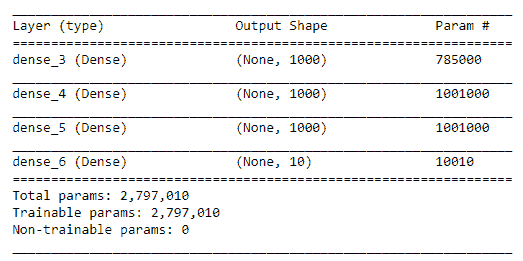 Layer (type) Output Shape Param #
dense_3 (Dense) (None, 1000) 785000
dense_4 (Dense) (None, 1000) 1001000
dense_5 (Dense) (None, 1000) 1001000
dense_6 (Dense) (None, 10) 10010
Total params: 2,797,010
Trainable params: 2,797,010
Non-trainable params: 0